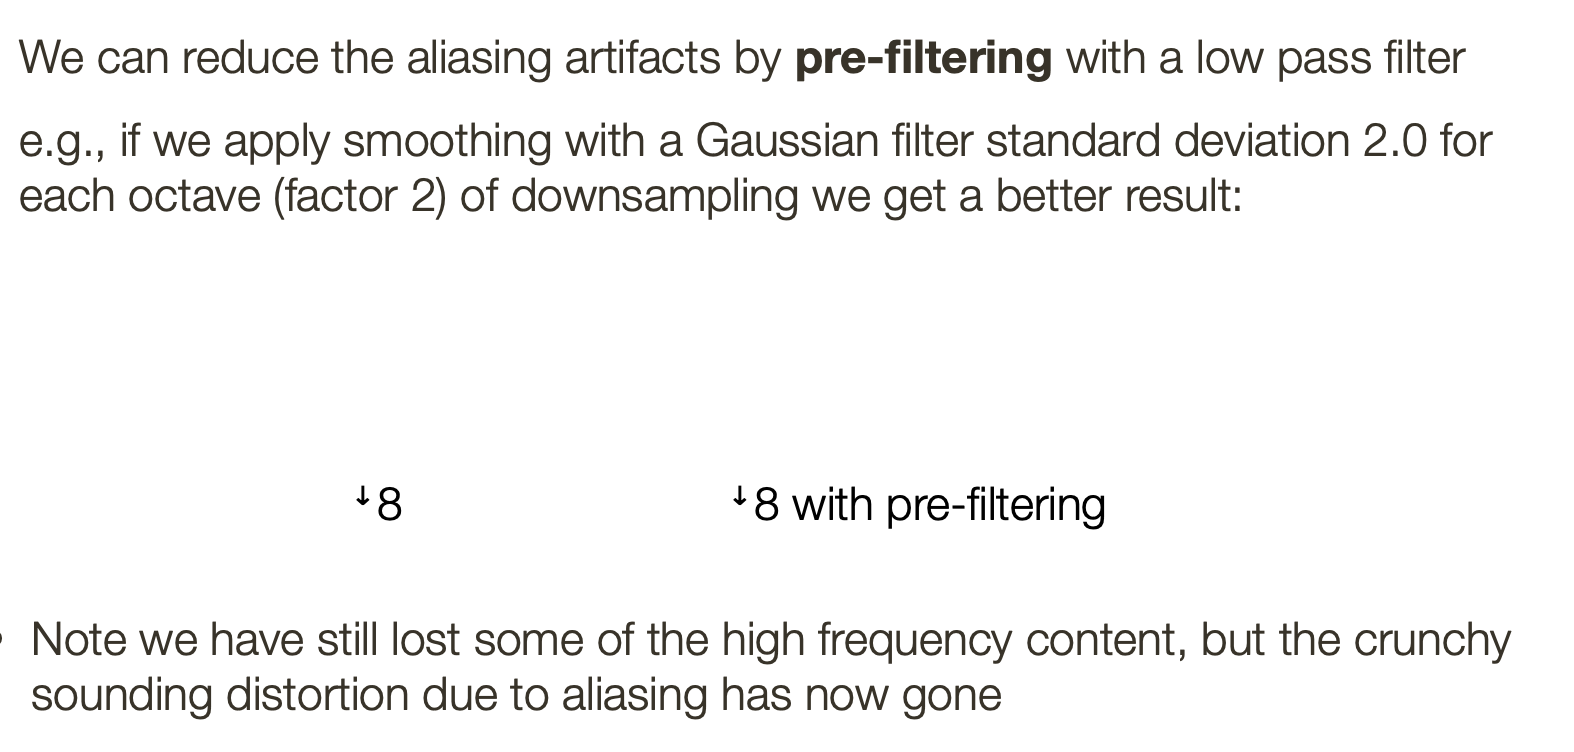 We can reduce the aliasing artifacts by pre-filtering with a low pass filter
e.g., if we apply smoothing with a Gaussian filter standard deviation 2.0 for
each octave (factor 2) of downsampling we get a better result:
↓8
↓8 with pre-filtering
• Note we have still lost some of the high frequency content, but the crunchy
sounding distortion due to aliasing has now gone